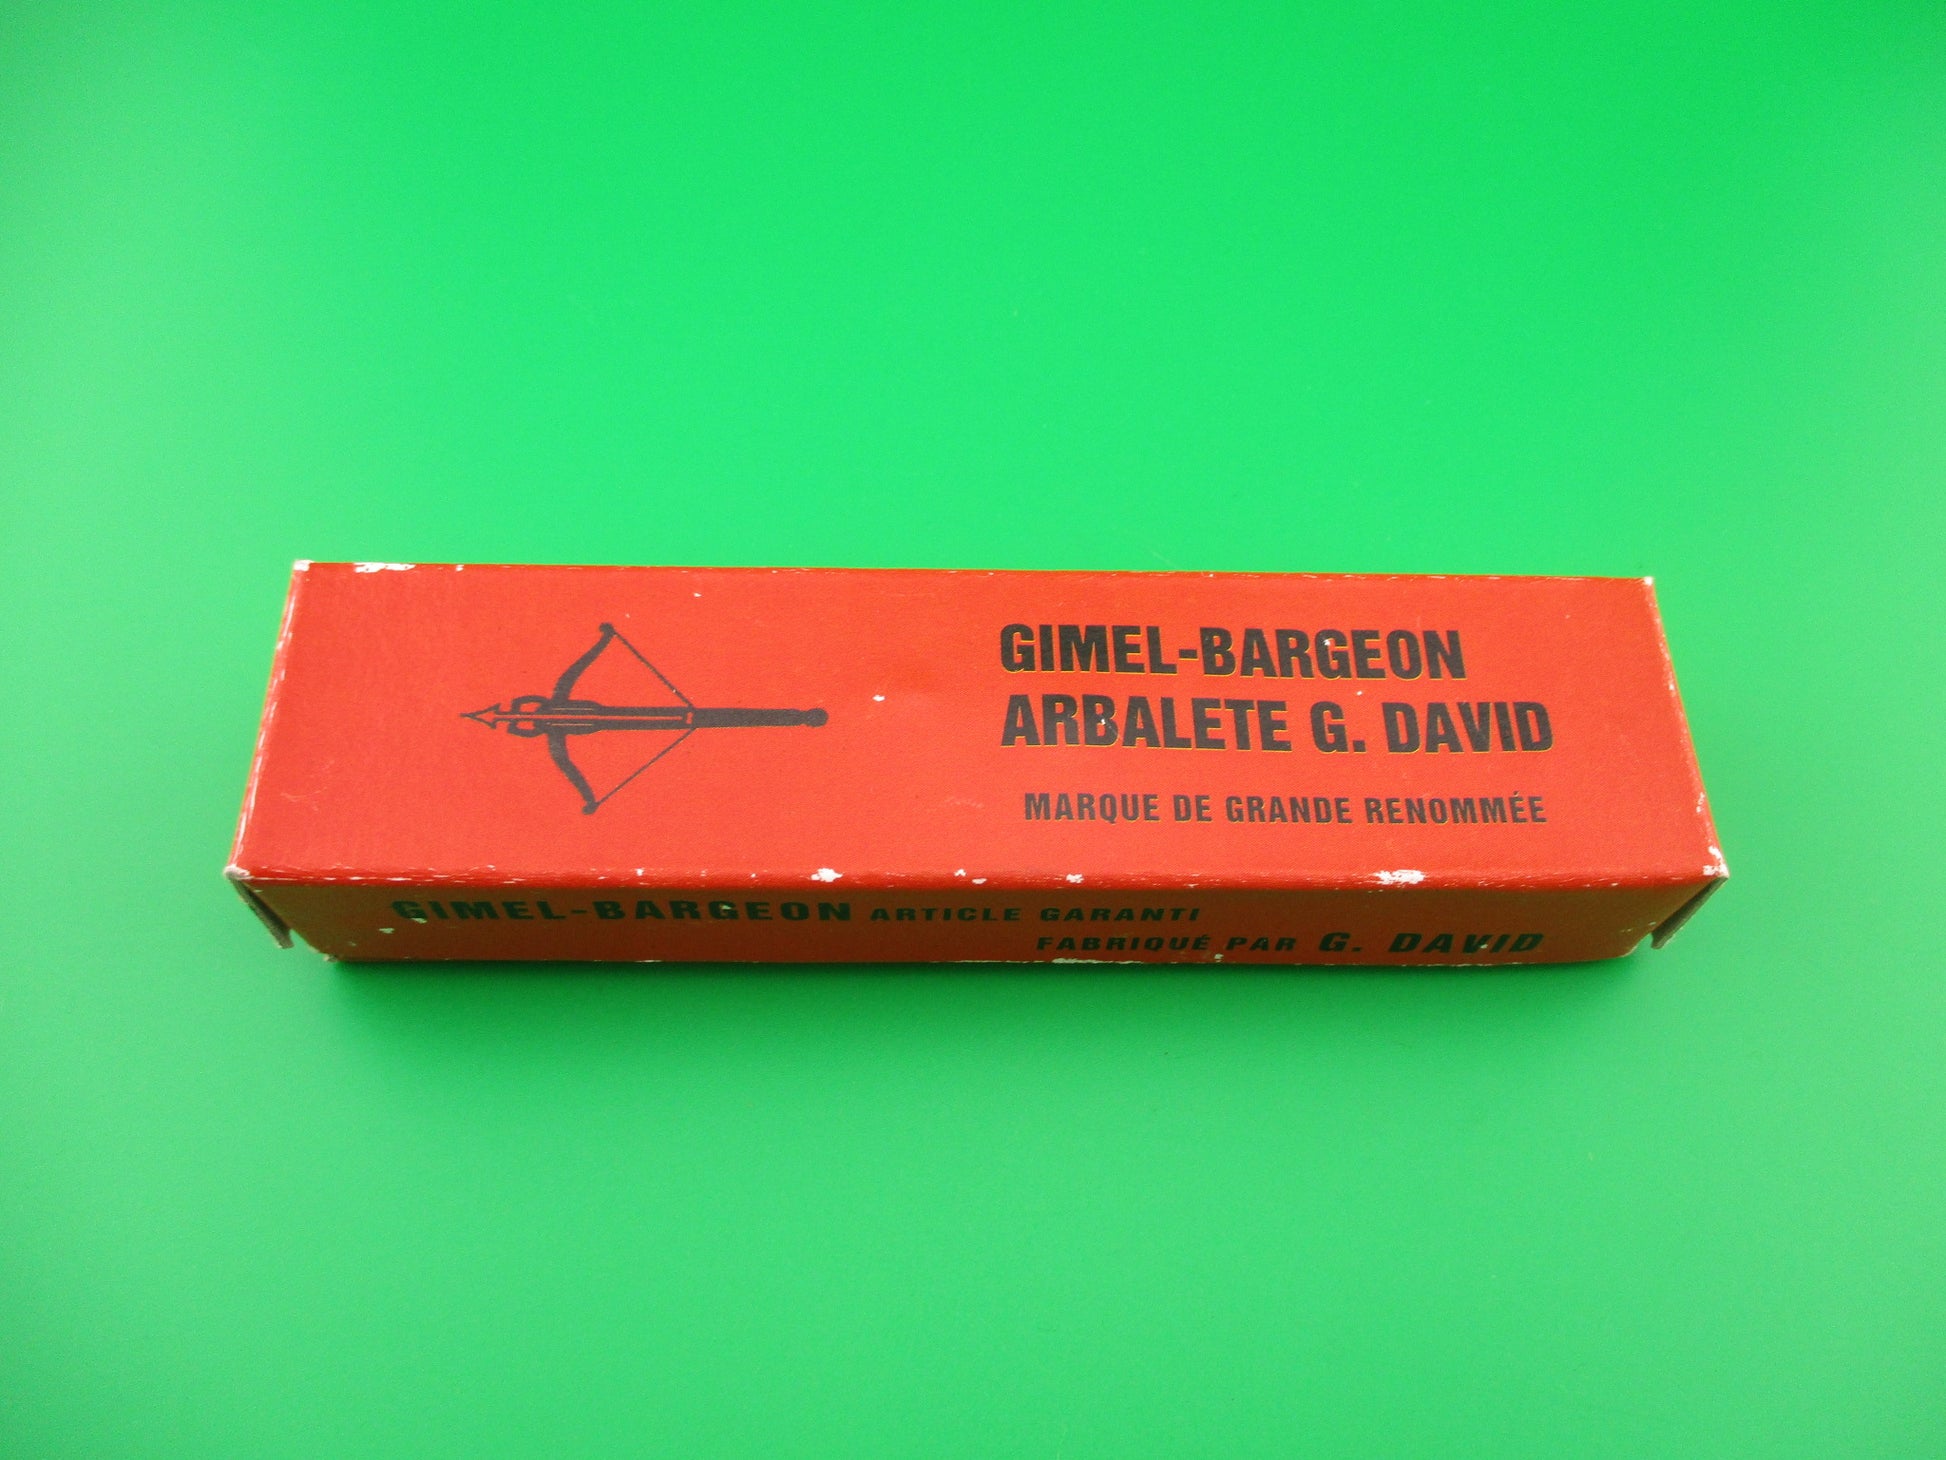 GIMEL-BARGEON
ARBALETE G. DAVID
MARQUE DE GRANDE RENOMMÉE
GIMEL-BARGEON ARTICLE GARANTI
FABRIQUÉ PAR G. DAVID